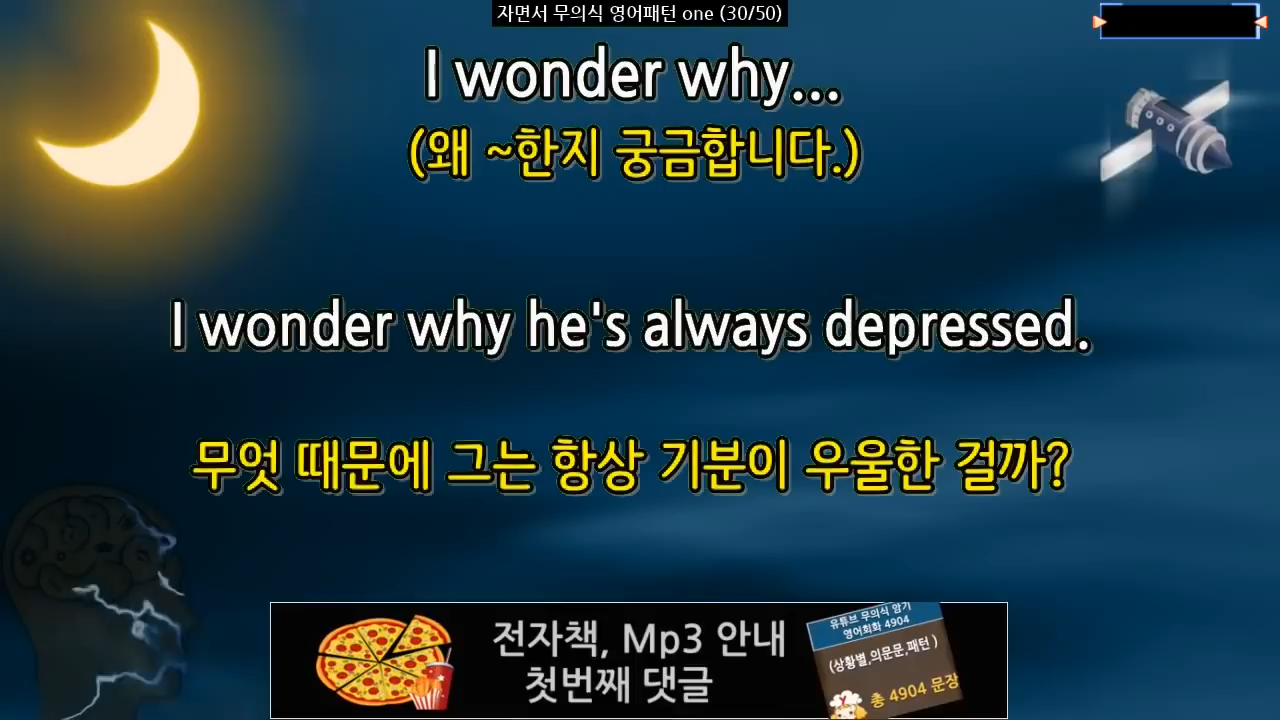 자면서 무의식 영어패턴 one (30/50)
I wonder why...
(왜 ~한지 궁금합니다.)
I wonder why he's always depressed.
무엇 때문에 그는 항상 기분이 우울한 걸까?
전자책, Mp3 안내
첫번째 댓글
유튜브 무의식 암기
영어회화 4904
(상황별,의문문,패턴 )
총 4904 문장